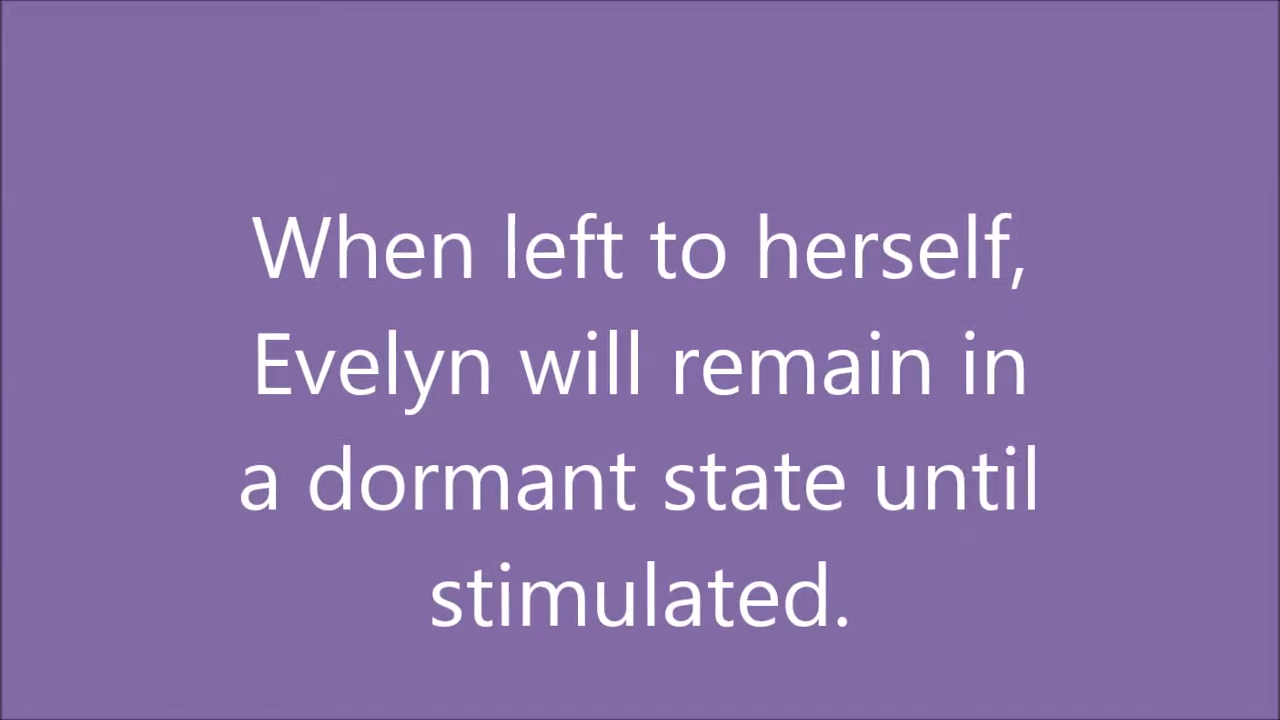 When left to herself,
Evelyn will remain in
a dormant state until
stimulated.